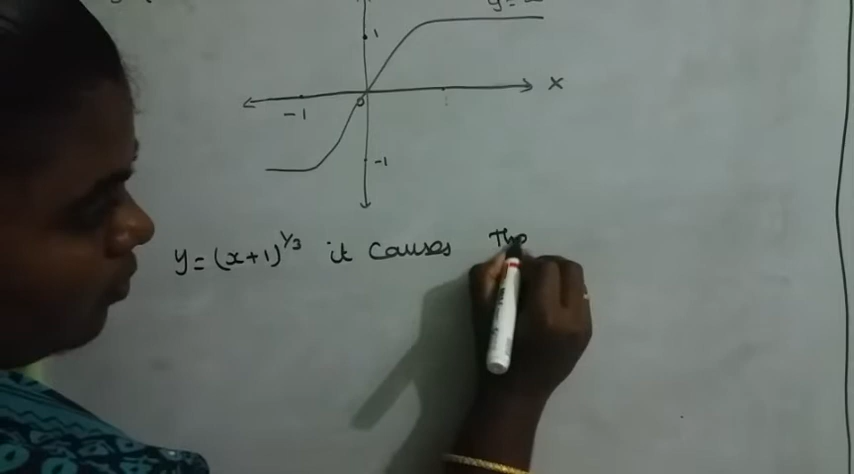 1
X
0
-1
-1
y=(x+1)^1/3 it causes The